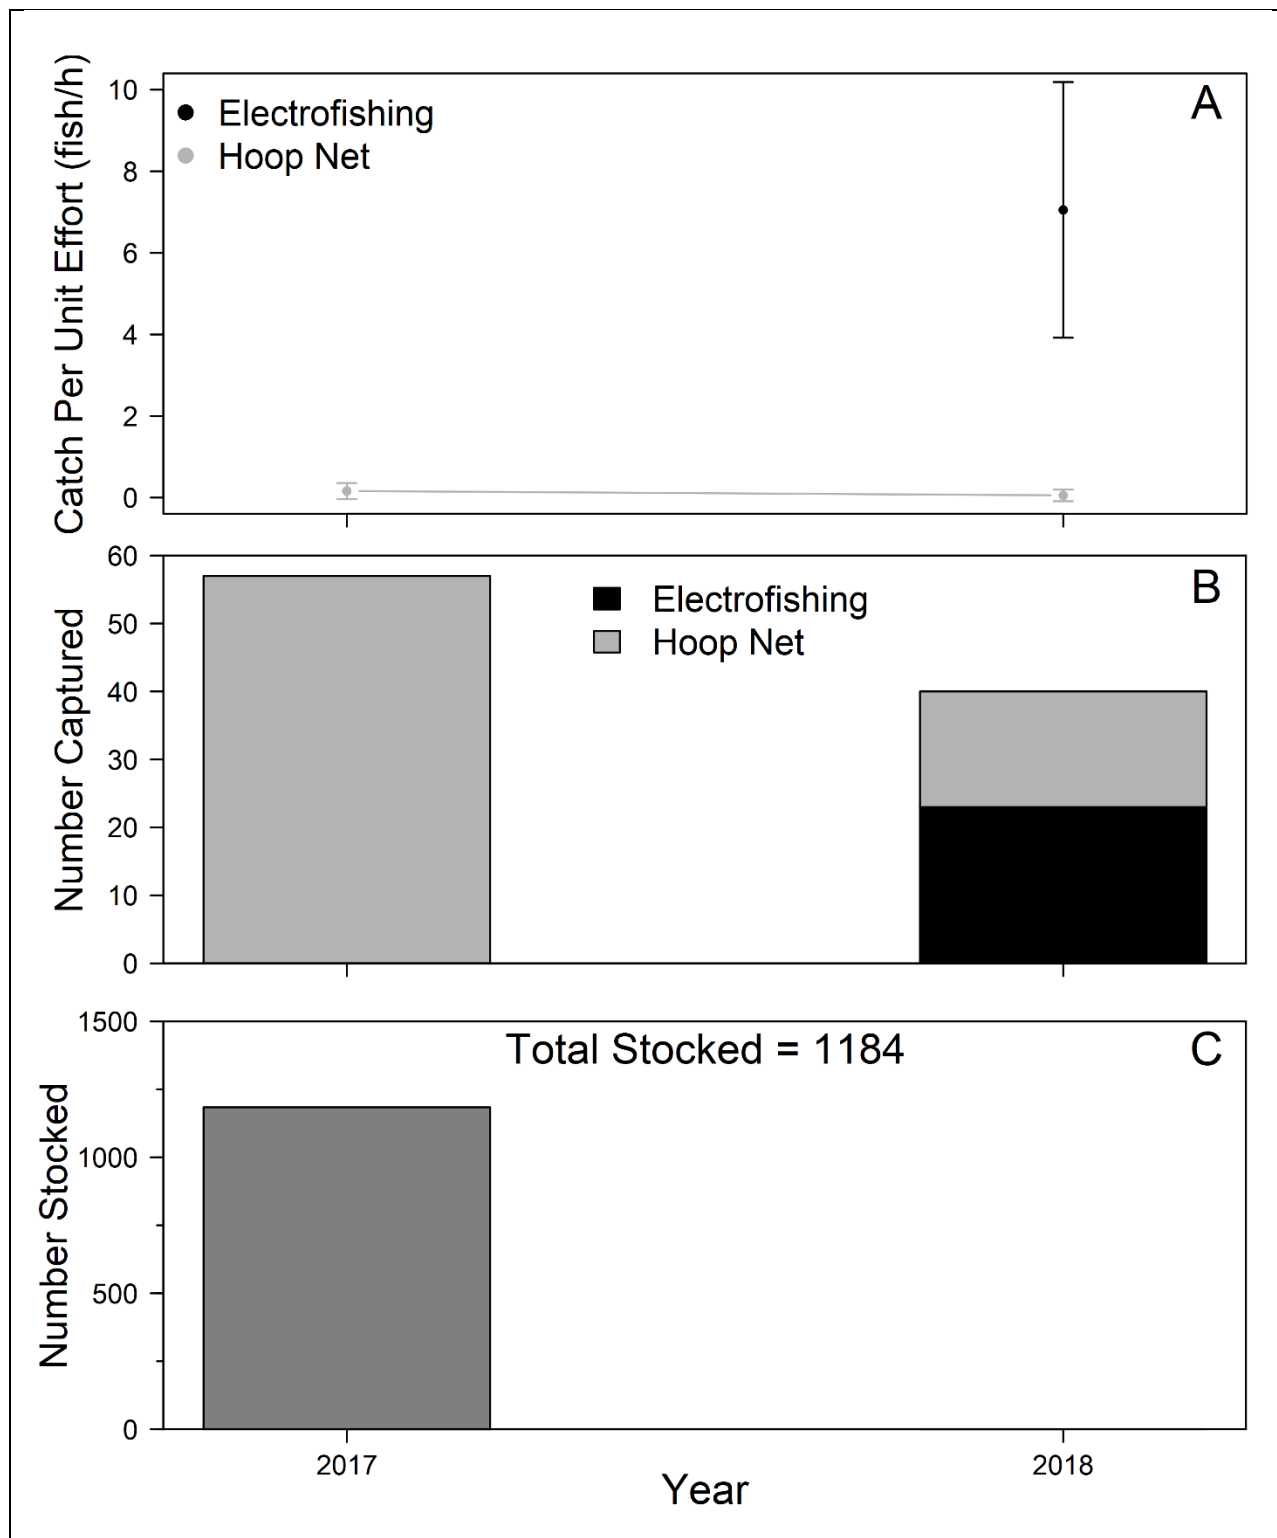 Catch Per Unit Effort (fish/h)
10
8
6
4
2
0
Electrofishing
Hoop Net
A
Number Captured
60
50
40
30
20
10
0
Electrofishing
Hoop Net
B
Number Stocked
1500
1000
500
0
Total Stocked = 1184
C
2017
2018
Year